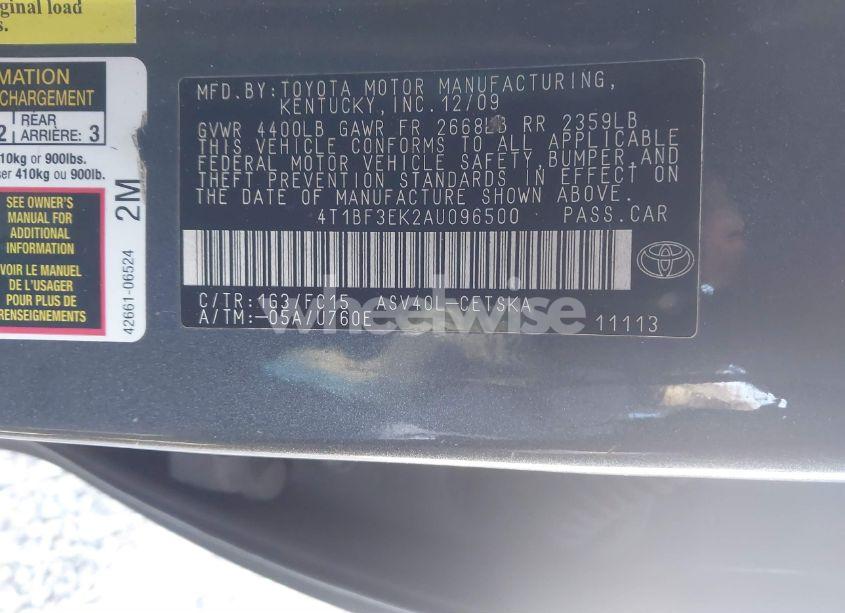 ginal load
s.
MATION
CHARGEMENT
2 REAR ARRIÈRE: 3
10kg or 900lbs.
ser 410kg ou 900lb.
SEE OWNER'S
MANUAL FOR
ADDITIONAL
INFORMATION
VOIR LE MANUEL
DE L'USAGER
POUR PLUS DE
RENSEIGNEMENTS
2M
42661-06524
MFD.BY: TOYOTA MOTOR MANUFACTURING,
KENTUCKY, INC. 12/09
GVWR 4400LB GAWR FR 2668LB RR 2359LB
THIS VEHICLE CONFORMS TO ALL APPLICABLE
FEDERAL MOTOR VEHICLE SAFETY, BUMPER, AND
THEFT PREVENTION STANDARDS IN EFFECT ON
THE DATE OF MANUFACTURE SHOWN ABOVE.
4T1BF3EK2AU096500 PASS.CAR
C/TR: 1G3/FC15 ASV40L-CETSKA
A/TM: -05A/U760E
11113
wheelwise